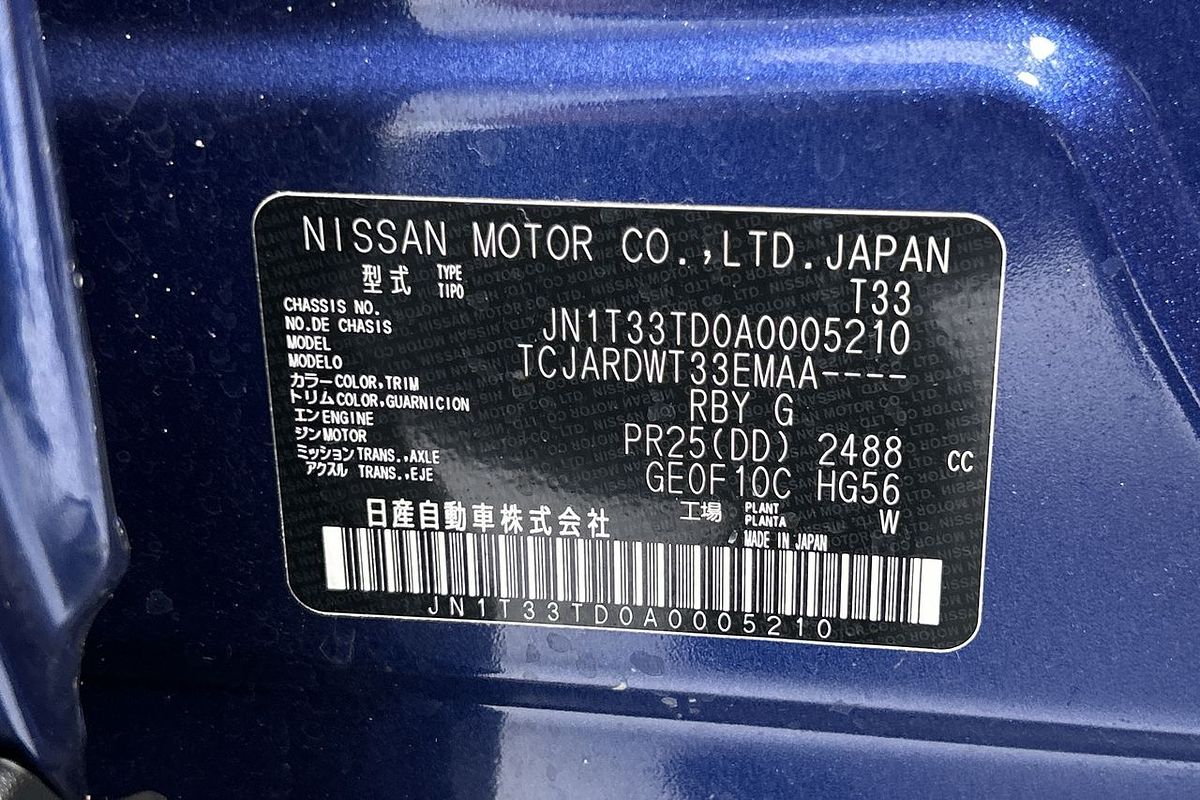 NISSAN MOTOR CO.,LTD.JAPAN
型式 TYPE TIPO T33
CHASSIS NO.
NO.DE CHASIS JN1T33TD0A0005210
MODEL
MODELO TCJARDWT33EMAA----
カラー COLOR,TRIM
トリム COLOR,GUARNICION RBY G
エン ENGINE
ジン MOTOR PR25(DD) 2488 CC
ミッション TRANS.,AXLE
アクスル TRANS.,EJE GE0F10C HG56
日産自動車株式会社 工場 PLANT PLANTA W
MADE IN JAPAN
JN1T33TD0A0005210